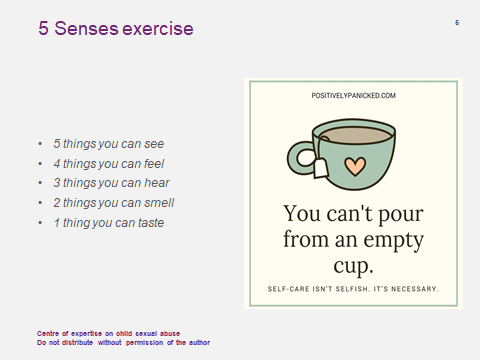 5 Senses exercise
6
• 5 things you can see
• 4 things you can feel
• 3 things you can hear
• 2 things you can smell
• 1 thing you can taste
POSITIVELYPANICKED.COM
You can't pour
from an empty
cup.
SELF-CARE ISN'T SELFISH. IT'S NECESSARY.
Centre of expertise on child sexual abuse
Do not distribute without permission of the author